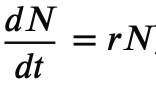 dN/dt = rN,